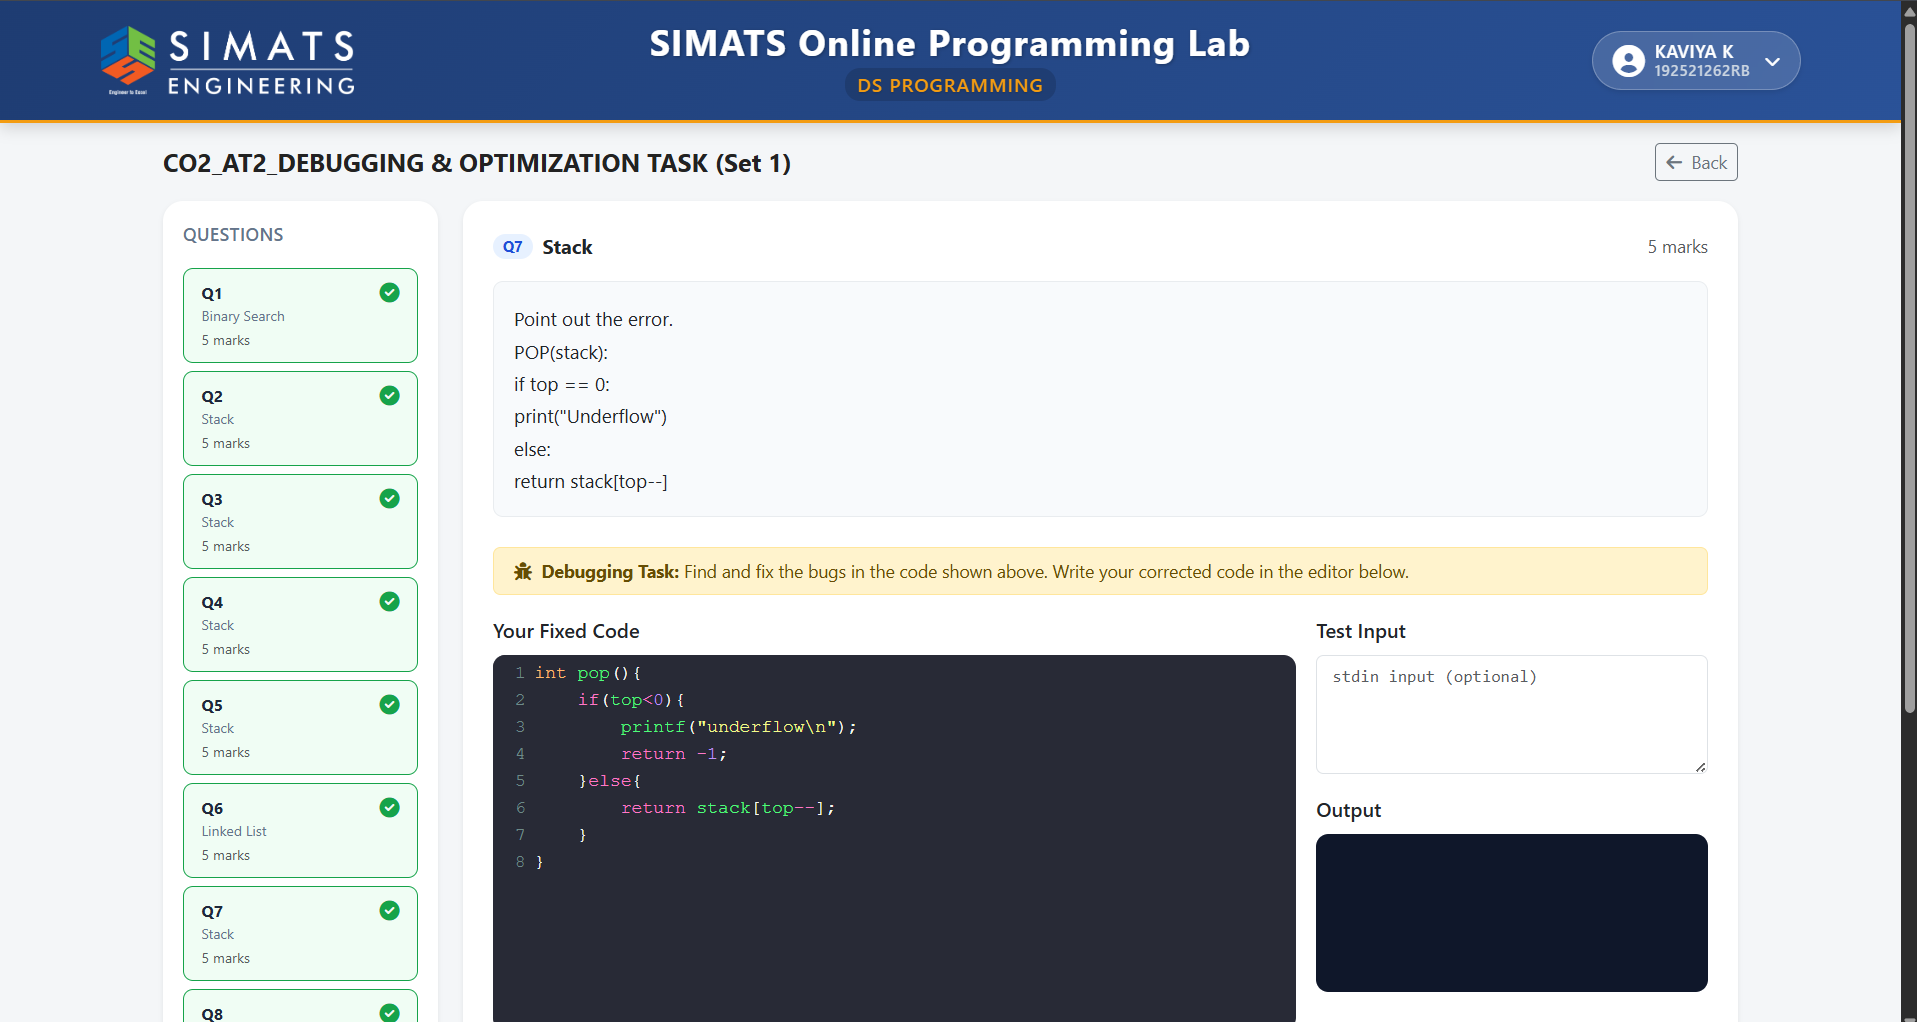 SIMATS
ENGINEERING
Engineer to Excel
SIMATS Online Programming Lab
DS PROGRAMMING
KAVIYA K
192521262RB
CO2_AT2_DEBUGGING & OPTIMIZATION TASK (Set 1)
Back
QUESTIONS
Q1
Binary Search
5 marks
Q2
Stack
5 marks
Q3
Stack
5 marks
Q4
Stack
5 marks
Q5
Stack
5 marks
Q6
Linked List
5 marks
Q7
Stack
5 marks
Q8
Q7 Stack
5 marks
Point out the error.
POP(stack):
if top == 0:
print("Underflow")
else:
return stack[top--]
Debugging Task: Find and fix the bugs in the code shown above. Write your corrected code in the editor below.
Your Fixed Code
1 int pop(){
2     if(top<0){
3         printf("underflow\n");
4         return -1;
5     }else{
6         return stack[top--];
7     }
8 }
Test Input
stdin input (optional)
Output